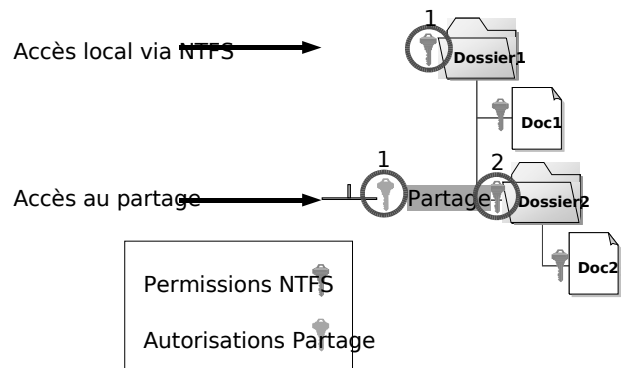 1
Accès local via NTFS
Dossier1
Doc1
1
2
Accès au partage
Partage
Dossier2
Doc2
Permissions NTFS
Autorisations Partage